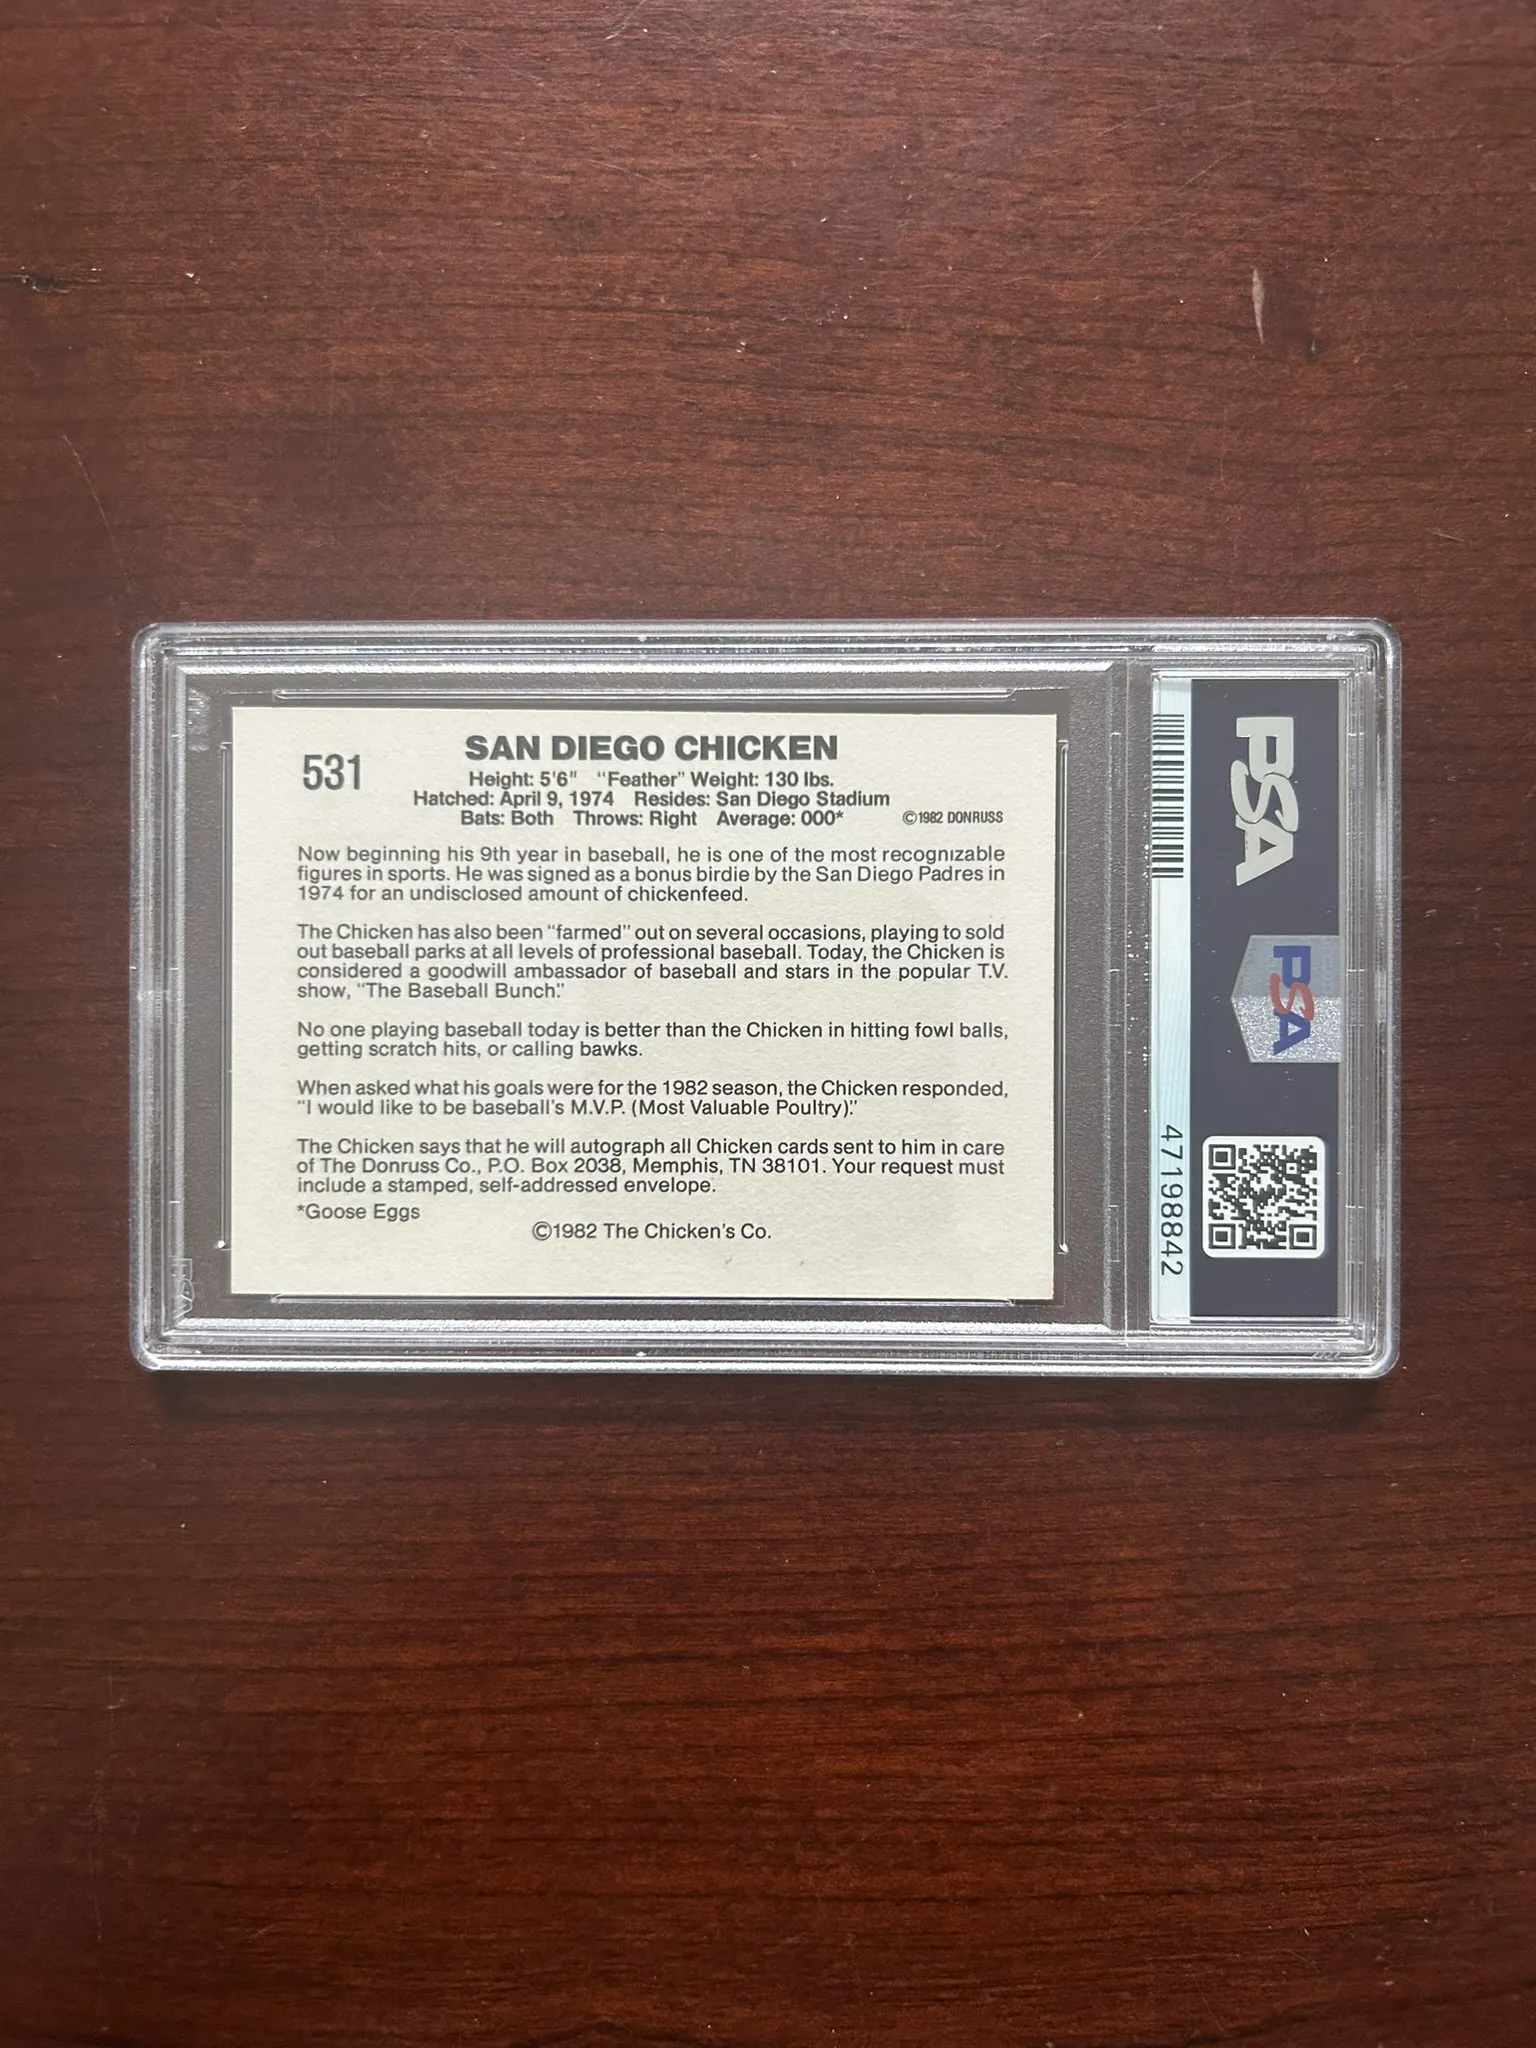 531
SAN DIEGO CHICKEN
Height: 5'6" "Feather" Weight: 130 lbs.
Hatched: April 9, 1974 Resides: San Diego Stadium
Bats: Both Throws: Right Average: 000*
©1982 DONRUSS
Now beginning his 9th year in baseball, he is one of the most recognizable
figures in sports. He was signed as a bonus birdie by the San Diego Padres in
1974 for an undisclosed amount of chickenfeed.
The Chicken has also been "farmed" out on several occasions, playing to sold
out baseball parks at all levels of professional baseball. Today, the Chicken is
considered a goodwill ambassador of baseball and stars in the popular T.V.
show, "The Baseball Bunch."
No one playing baseball today is better than the Chicken in hitting fowl balls,
getting scratch hits, or calling bawks.
When asked what his goals were for the 1982 season, the Chicken responded,
"I would like to be baseball's M.V.P. (Most Valuable Poultry)."
The Chicken says that he will autograph all Chicken cards sent to him in care
of The Donruss Co., P.O. Box 2038, Memphis, TN 38101. Your request must
include a stamped, self-addressed envelope.
*Goose Eggs
©1982 The Chicken's Co.
PSA
PSA
47198842
PSA